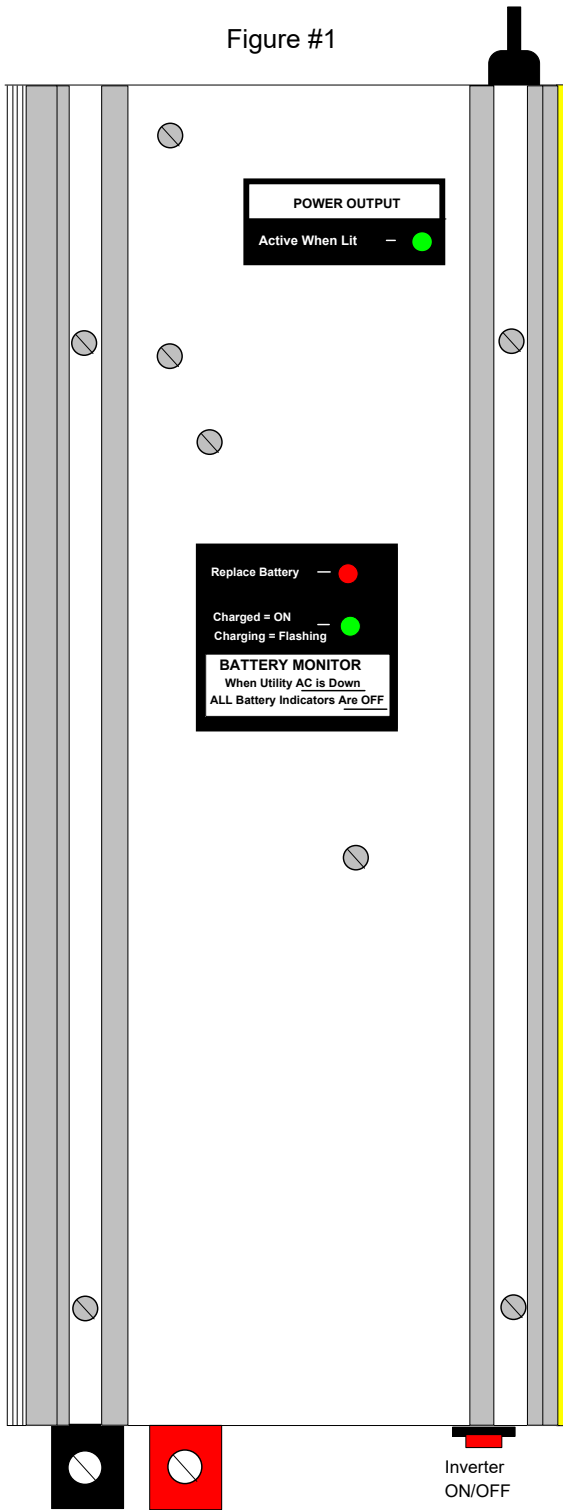 Figure #1
POWER OUTPUT
Active When Lit
Replace Battery
Charged = ON
Charging = Flashing
BATTERY MONITOR
When Utility AC is Down
ALL Battery Indicators Are OFF
Inverter
ON/OFF